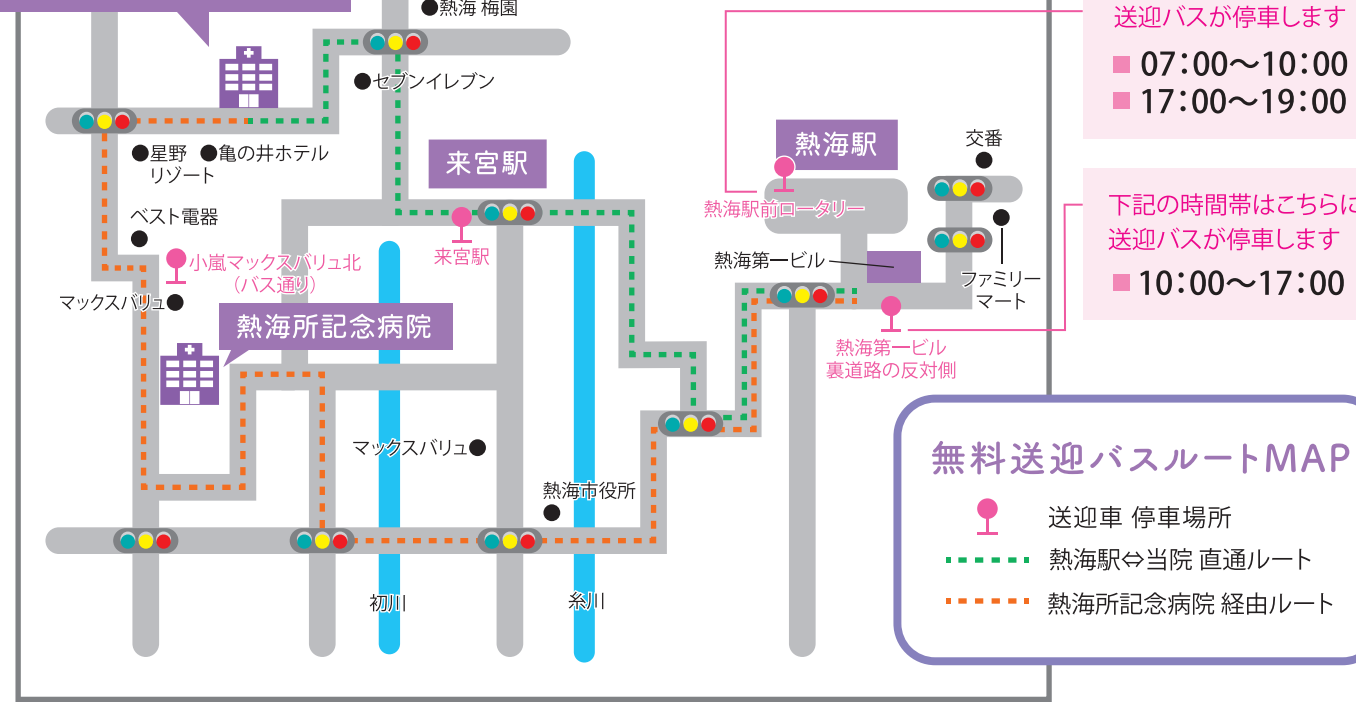 熱海 梅園
送迎バスが停車します
07:00〜10:00
17:00〜19:00
セブンイレブン
星野
リゾート
亀の井ホテル
来宮駅
熱海駅
交番
ベスト電器
熱海駅前ロータリー
下記の時間帯はこちらに
送迎バスが停車します
10:00〜17:00
小嵐マックスバリュ北
(バス通り)
来宮駅
熱海第一ビル
ファミリー
マート
マックスバリュ
熱海所記念病院
熱海第一ビル
裏道路の反対側
マックスバリュ
熱海市役所
初川
糸川
無料送迎バスルートMAP
送迎車 停車場所
熱海駅⇔当院 直通ルート
熱海所記念病院 経由ルート